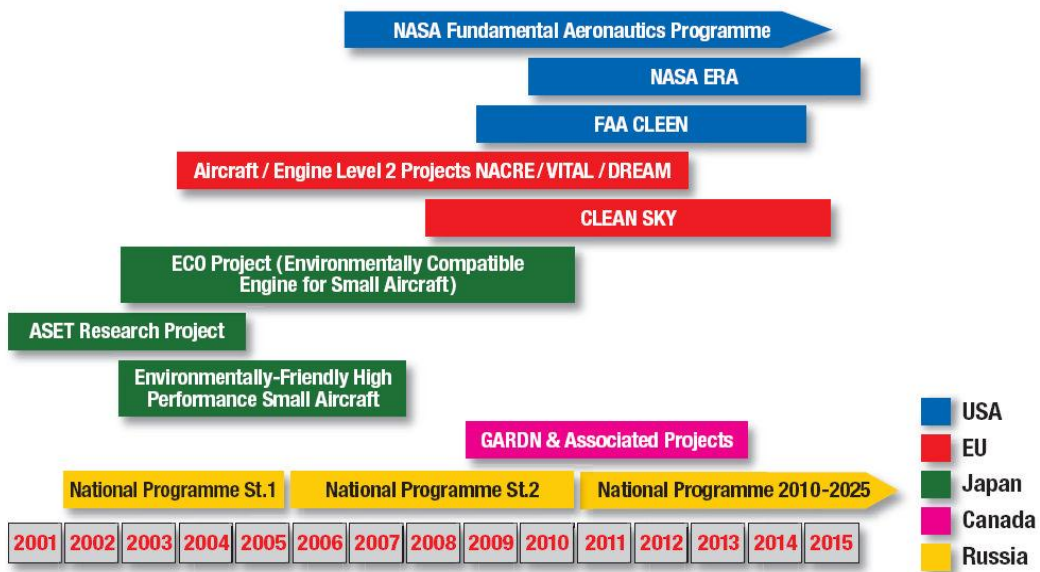 NASA Fundamental Aeronautics Programme
NASA ERA
FAA CLEEN
Aircraft / Engine Level 2 Projects NACRE / VITAL / DREAM
CLEAN SKY
ECO Project (Environmentally Compatible
Engine for Small Aircraft)
ASET Research Project
Environmentally-Friendly High
Performance Small Aircraft
GARDN & Associated Projects
National Programme St.1
National Programme St.2
National Programme 2010-2025
2001 2002 2003 2004 2005 2006 2007 2008 2009 2010 2011 2012 2013 2014 2015
USA
EU
Japan
Canada
Russia